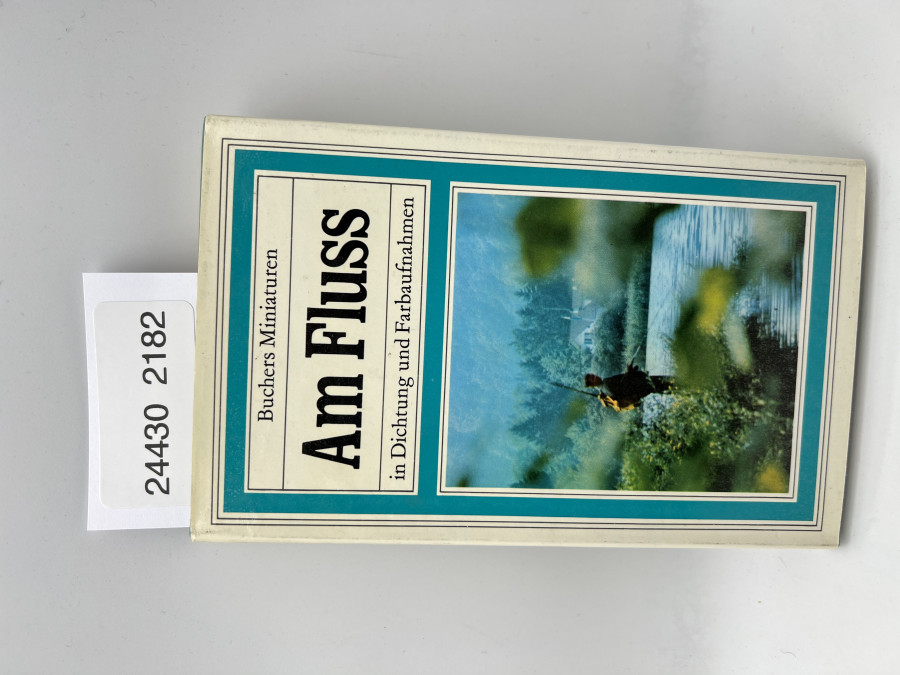 24430 2182
Buchers Miniaturen
Am Fluss
in Dichtung und Farbaufnahmen